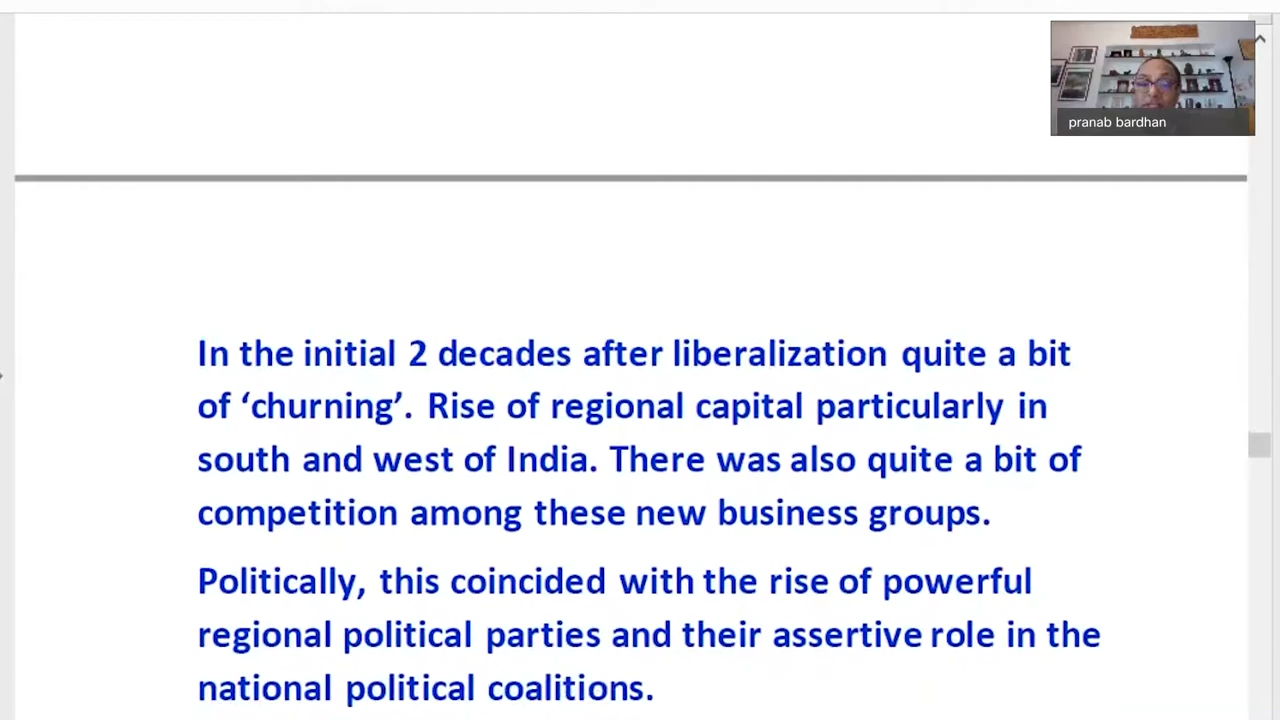 pranab bardhan
In the initial 2 decades after liberalization quite a bit
of ‘churning’. Rise of regional capital particularly in
south and west of India. There was also quite a bit of
competition among these new business groups.
Politically, this coincided with the rise of powerful
regional political parties and their assertive role in the
national political coalitions.